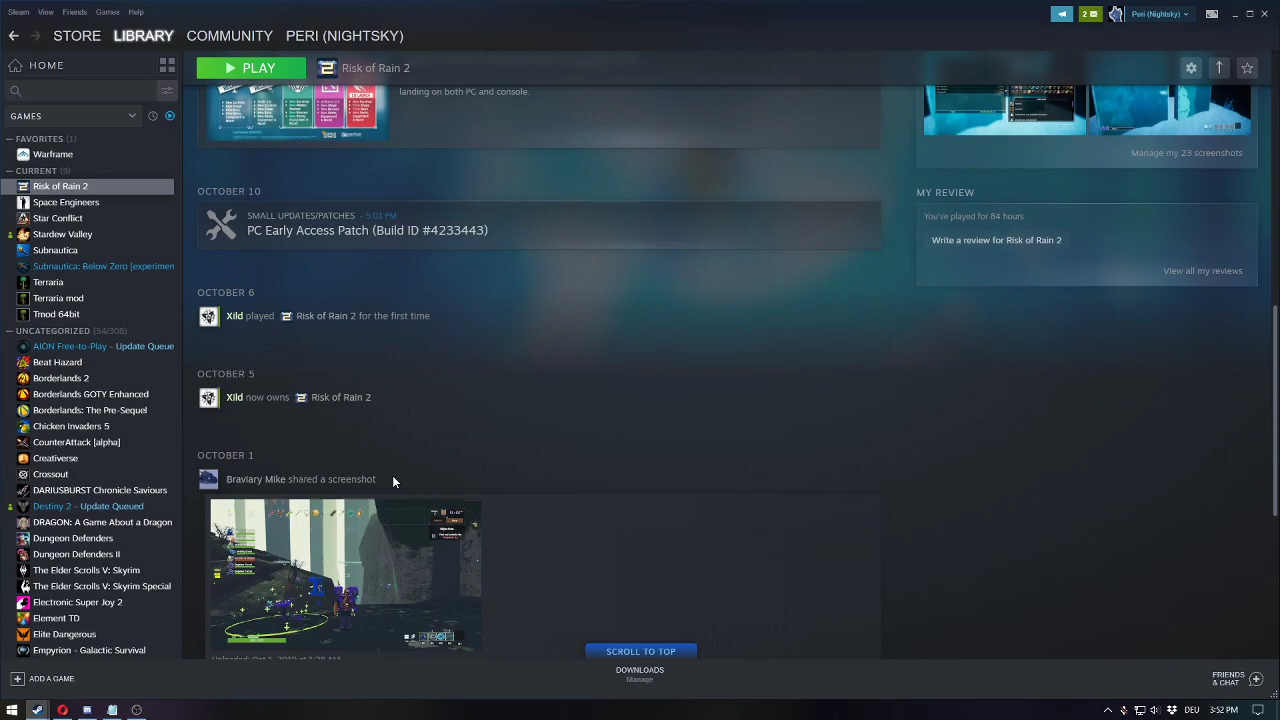 Steam View Friends Games Help
2
Peri (Nightsky)
STORE LIBRARY COMMUNITY PERI (NIGHTSKY)
HOME
PLAY
Risk of Rain 2
landing on both PC and console.
Manage my 23 screenshots
— FAVORITES (1)
Warframe
— CURRENT (9)
Risk of Rain 2
Space Engineers
Star Conflict
Stardew Valley
Subnautica
Subnautica: Below Zero [experimen
Terraria
Terraria mod
Tmod 64bit
— UNCATEGORIZED (54/308)
AION Free-to-Play - Update Queue
Beat Hazard
Borderlands 2
Borderlands GOTY Enhanced
Borderlands: The Pre-Sequel
Chicken Invaders 5
CounterAttack [alpha]
Creativerse
Crossout
DARIUSBURST Chronicle Saviours
Destiny 2 - Update Queued
DRAGON: A Game About a Dragon
Dungeon Defenders
Dungeon Defenders II
The Elder Scrolls V: Skyrim
The Elder Scrolls V: Skyrim Special
Electronic Super Joy 2
Element TD
Elite Dangerous
Empyrion - Galactic Survival
OCTOBER 10
SMALL UPDATES/PATCHES - 5:01 PM
PC Early Access Patch (Build ID #4233443)
OCTOBER 6
Xild played Risk of Rain 2 for the first time
OCTOBER 5
Xild now owns Risk of Rain 2
OCTOBER 1
Braviary Mike shared a screenshot
MY REVIEW
You've played for 84 hours
Write a review for Risk of Rain 2
View all my reviews
SCROLL TO TOP
ADD A GAME
DOWNLOADS
Manage
FRIENDS
& CHAT
DEU 3:52 PM